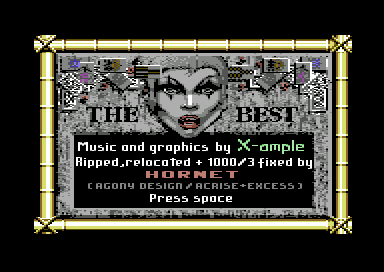 THE BEST
Music and graphics by X-ample
Ripped,relocated + 1000/3 fixed by
HORNET
(AGONY DESIGN/ACRISE+EXCESS)
Press space